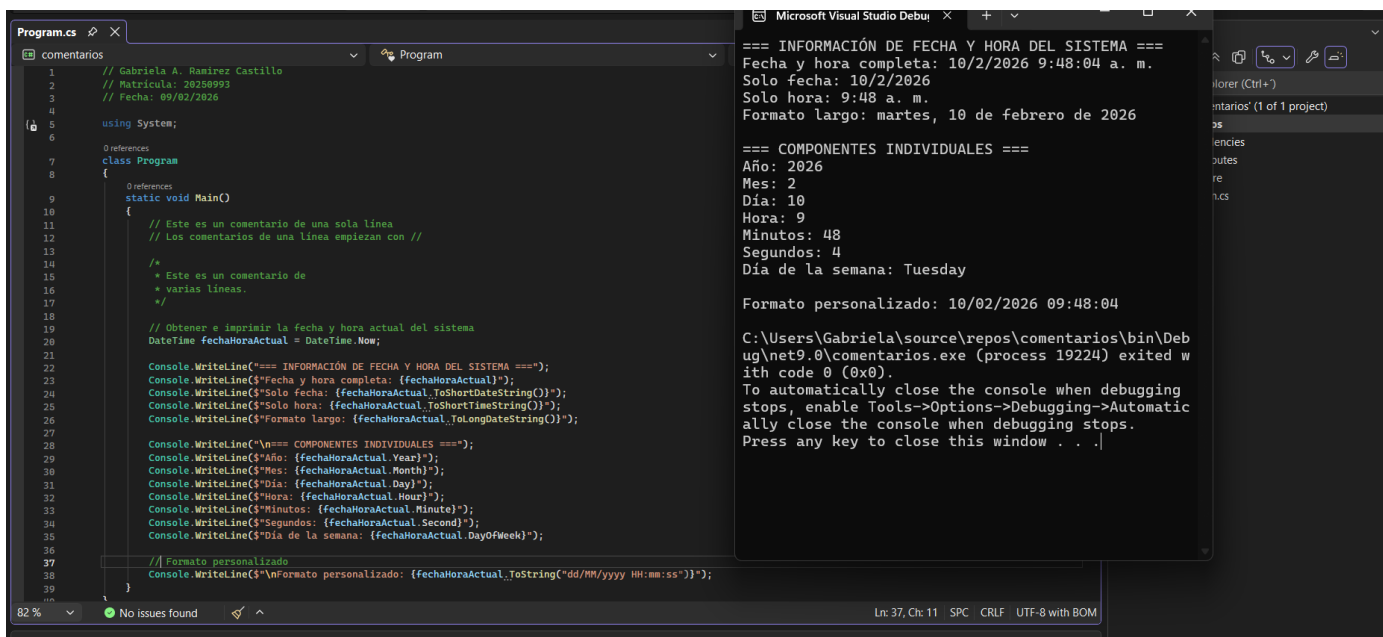 Program.cs
comentarios
Program
1 // Gabriela A. Ramirez Castillo
2 // Matricula: 20250993
3 // Fecha: 09/02/2026
4
5 using System;
6
0 references
7 class Program
8 {
0 references
9 static void Main()
10 {
11 // Este es un comentario de una sola línea
12 // Los comentarios de una línea empiezan con //
13
14 /*
15 * Este es un comentario de
16 * varias líneas.
17 */
18
19 // Obtener e imprimir la fecha y hora actual del sistema
20 DateTime fechaHoraActual = DateTime.Now;
21
22 Console.WriteLine("=== INFORMACIÓN DE FECHA Y HORA DEL SISTEMA ===");
23 Console.WriteLine($"Fecha y hora completa: {fechaHoraActual}");
24 Console.WriteLine($"Solo fecha: {fechaHoraActual.ToShortDateString()}");
25 Console.WriteLine($"Solo hora: {fechaHoraActual.ToShortTimeString()}");
26 Console.WriteLine($"Formato largo: {fechaHoraActual.ToLongDateString()}");
27
28 Console.WriteLine("\n=== COMPONENTES INDIVIDUALES ===");
29 Console.WriteLine($"Año: {fechaHoraActual.Year}");
30 Console.WriteLine($"Mes: {fechaHoraActual.Month}");
31 Console.WriteLine($"Día: {fechaHoraActual.Day}");
32 Console.WriteLine($"Hora: {fechaHoraActual.Hour}");
33 Console.WriteLine($"Minutos: {fechaHoraActual.Minute}");
34 Console.WriteLine($"Segundos: {fechaHoraActual.Second}");
35 Console.WriteLine($"Día de la semana: {fechaHoraActual.DayOfWeek}");
36
37 // Formato personalizado
38 Console.WriteLine($"\nFormato personalizado: {fechaHoraActual.ToString("dd/MM/yyyy HH:mm:ss")}");
39 }
82 %
No issues found
Ln: 37, Ch: 11 SPC CRLF UTF-8 with BOM
Microsoft Visual Studio Debu
=== INFORMACIÓN DE FECHA Y HORA DEL SISTEMA ===
Fecha y hora completa: 10/2/2026 9:48:04 a. m.
Solo fecha: 10/2/2026
Solo hora: 9:48 a. m.
Formato largo: martes, 10 de febrero de 2026
=== COMPONENTES INDIVIDUALES ===
Año: 2026
Mes: 2
Día: 10
Hora: 9
Minutos: 48
Segundos: 4
Día de la semana: Tuesday
Formato personalizado: 10/02/2026 09:48:04
C:\Users\Gabriela\source\repos\comentarios\bin\Deb
ug\net9.0\comentarios.exe (process 19224) exited w
ith code 0 (0x0).
To automatically close the console when debugging
stops, enable Tools->Options->Debugging->Automatic
ally close the console when debugging stops.
Press any key to close this window . . .
lorer (Ctrl+´)
entarios' (1 of 1 project)
os
lencies
outes
re
n.cs